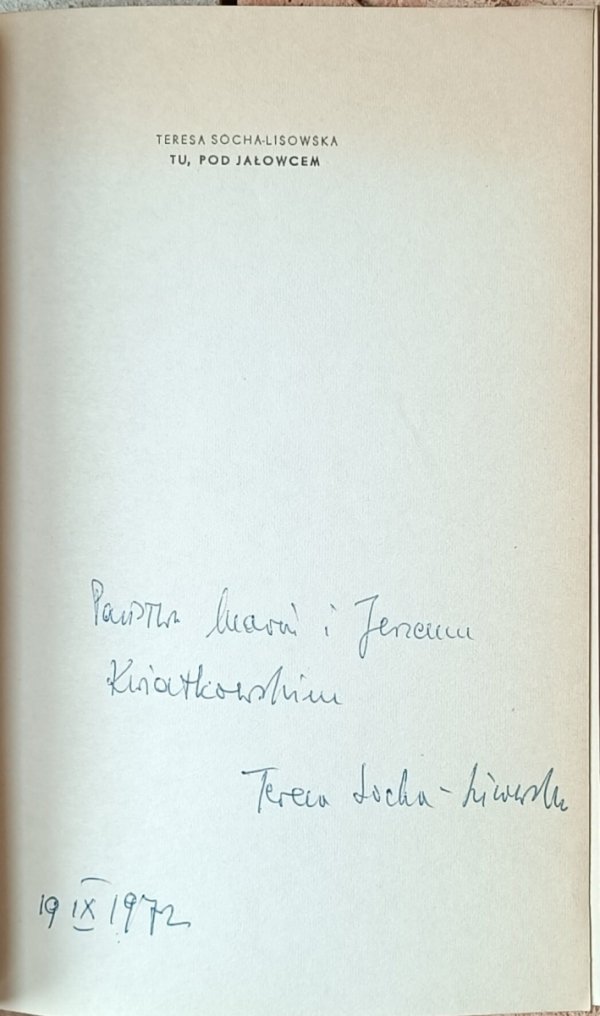 TERESA SOCHA-LISOWSKA
TU, POD JAŁOWCEM
Państwu Marii i Jerzemu
Kwiatkowskim
Teresa Socha-Lisowska
19 IX 1972